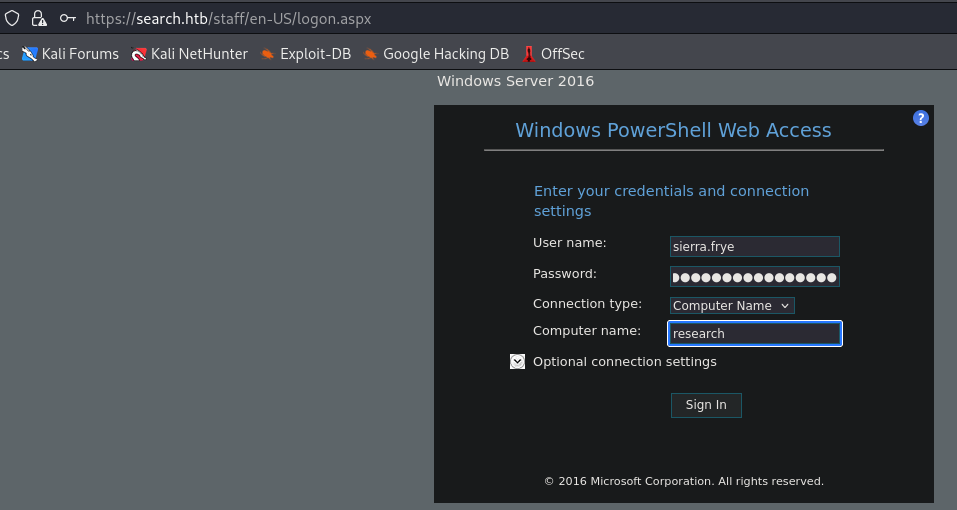 https://search.htb/staff/en-US/logon.aspx
cs Kali Forums Kali NetHunter Exploit-DB Google Hacking DB OffSec
Windows Server 2016
Windows PowerShell Web Access
?
Enter your credentials and connection
settings
User name: sierra.frye
Password:
Connection type: Computer Name
Computer name: research
Optional connection settings
Sign In
© 2016 Microsoft Corporation. All rights reserved.